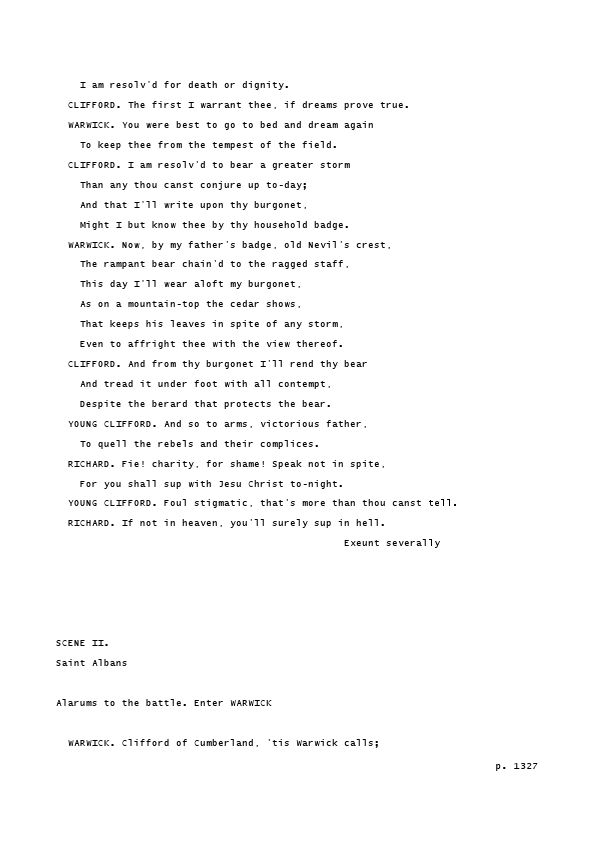 I am resolv'd for death or dignity.
CLIFFORD. The first I warrant thee, if dreams prove true.
WARWICK. You were best to go to bed and dream again
To keep thee from the tempest of the field.
CLIFFORD. I am resolv'd to bear a greater storm
Than any thou canst conjure up to-day;
And that I'll write upon thy burgonet,
Might I but know thee by thy household badge.
WARWICK. Now, by my father's badge, old Nevil's crest,
The rampant bear chain'd to the ragged staff,
This day I'll wear aloft my burgonet,
As on a mountain-top the cedar shows,
That keeps his leaves in spite of any storm,
Even to affright thee with the view thereof.
CLIFFORD. And from thy burgonet I'll rend thy bear
And tread it under foot with all contempt,
Despite the berard that protects the bear.
YOUNG CLIFFORD. And so to arms, victorious father,
To quell the rebels and their complices.
RICHARD. Fie! charity, for shame! Speak not in spite,
For you shall sup with Jesu Christ to-night.
YOUNG CLIFFORD. Foul stigmatic, that's more than thou canst tell.
RICHARD. If not in heaven, you'll surely sup in hell.
Exeunt severally
SCENE II.
Saint Albans
Alarums to the battle. Enter WARWICK
WARWICK. Clifford of Cumberland, 'tis Warwick calls;
p. 1327